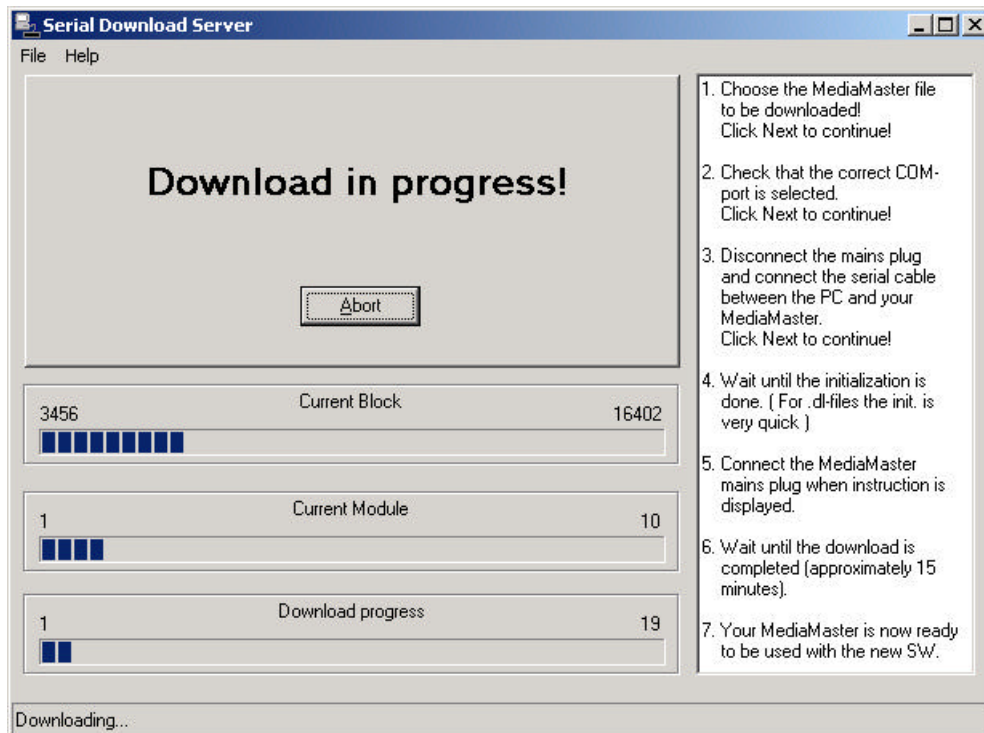 Serial Download Server
File Help
Download in progress!
Abort
Current Block
3456 16402
Current Module
1 10
Download progress
1 19
1. Choose the MediaMaster file
to be downloaded!
Click Next to continue!
2. Check that the correct COM-
port is selected.
Click Next to continue!
3. Disconnect the mains plug
and connect the serial cable
between the PC and your
MediaMaster.
Click Next to continue!
4. Wait until the initialization is
done. ( For .dl-files the init. is
very quick )
5. Connect the MediaMaster
mains plug when instruction is
displayed.
6. Wait until the download is
completed (approximately 15
minutes).
7. Your MediaMaster is now ready
to be used with the new SW.
Downloading...